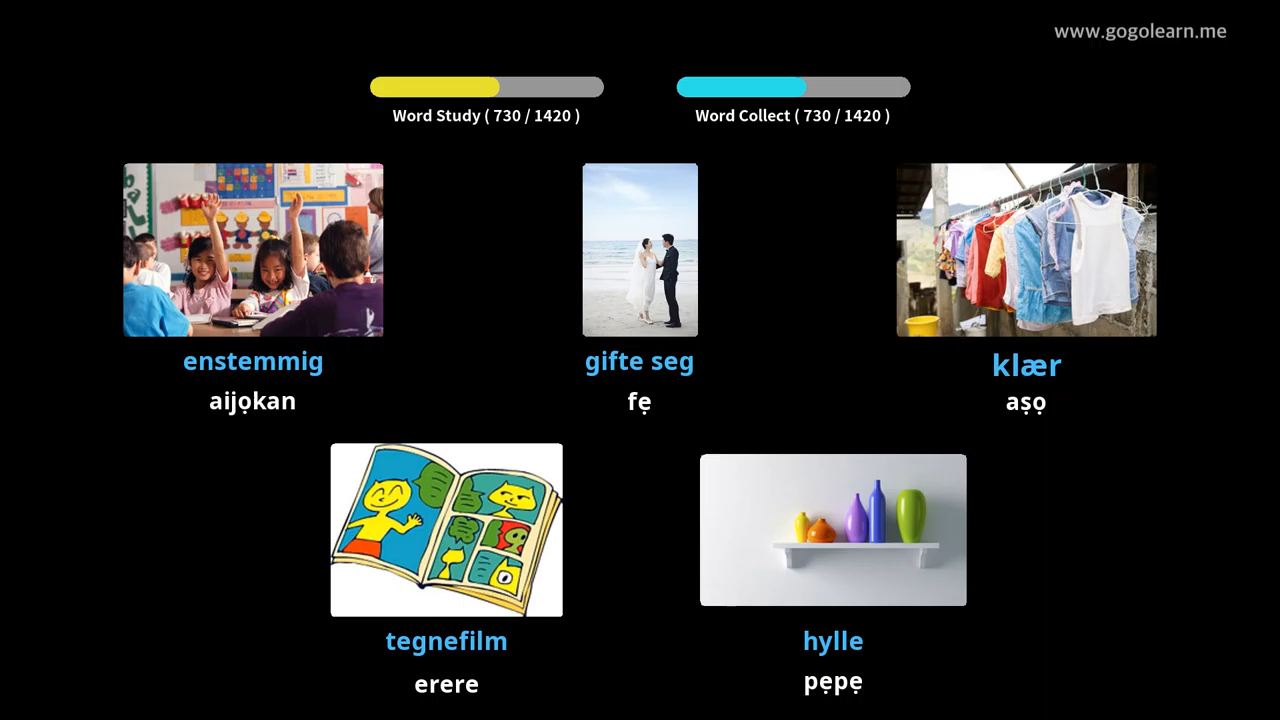 www.gogolearn.me
Word Study ( 730 / 1420 )
Word Collect ( 730 / 1420 )
enstemmig
gifte seg
klær
aijọkan
fẹ
aṣọ
tegnefilm
hylle
erere
pẹpẹ